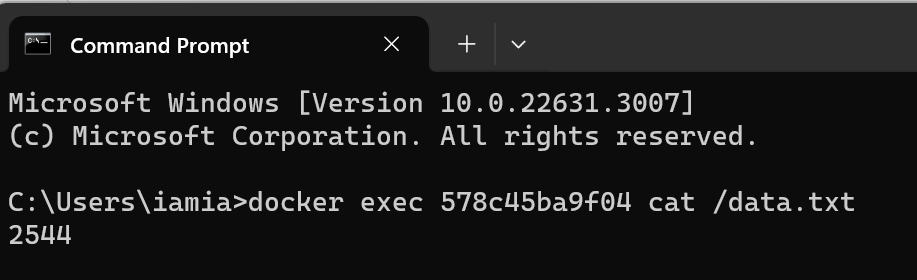 Command Prompt
Microsoft Windows [Version 10.0.22631.3007]
(c) Microsoft Corporation. All rights reserved.
C:\Users\iamia>docker exec 578c45ba9f04 cat /data.txt
2544